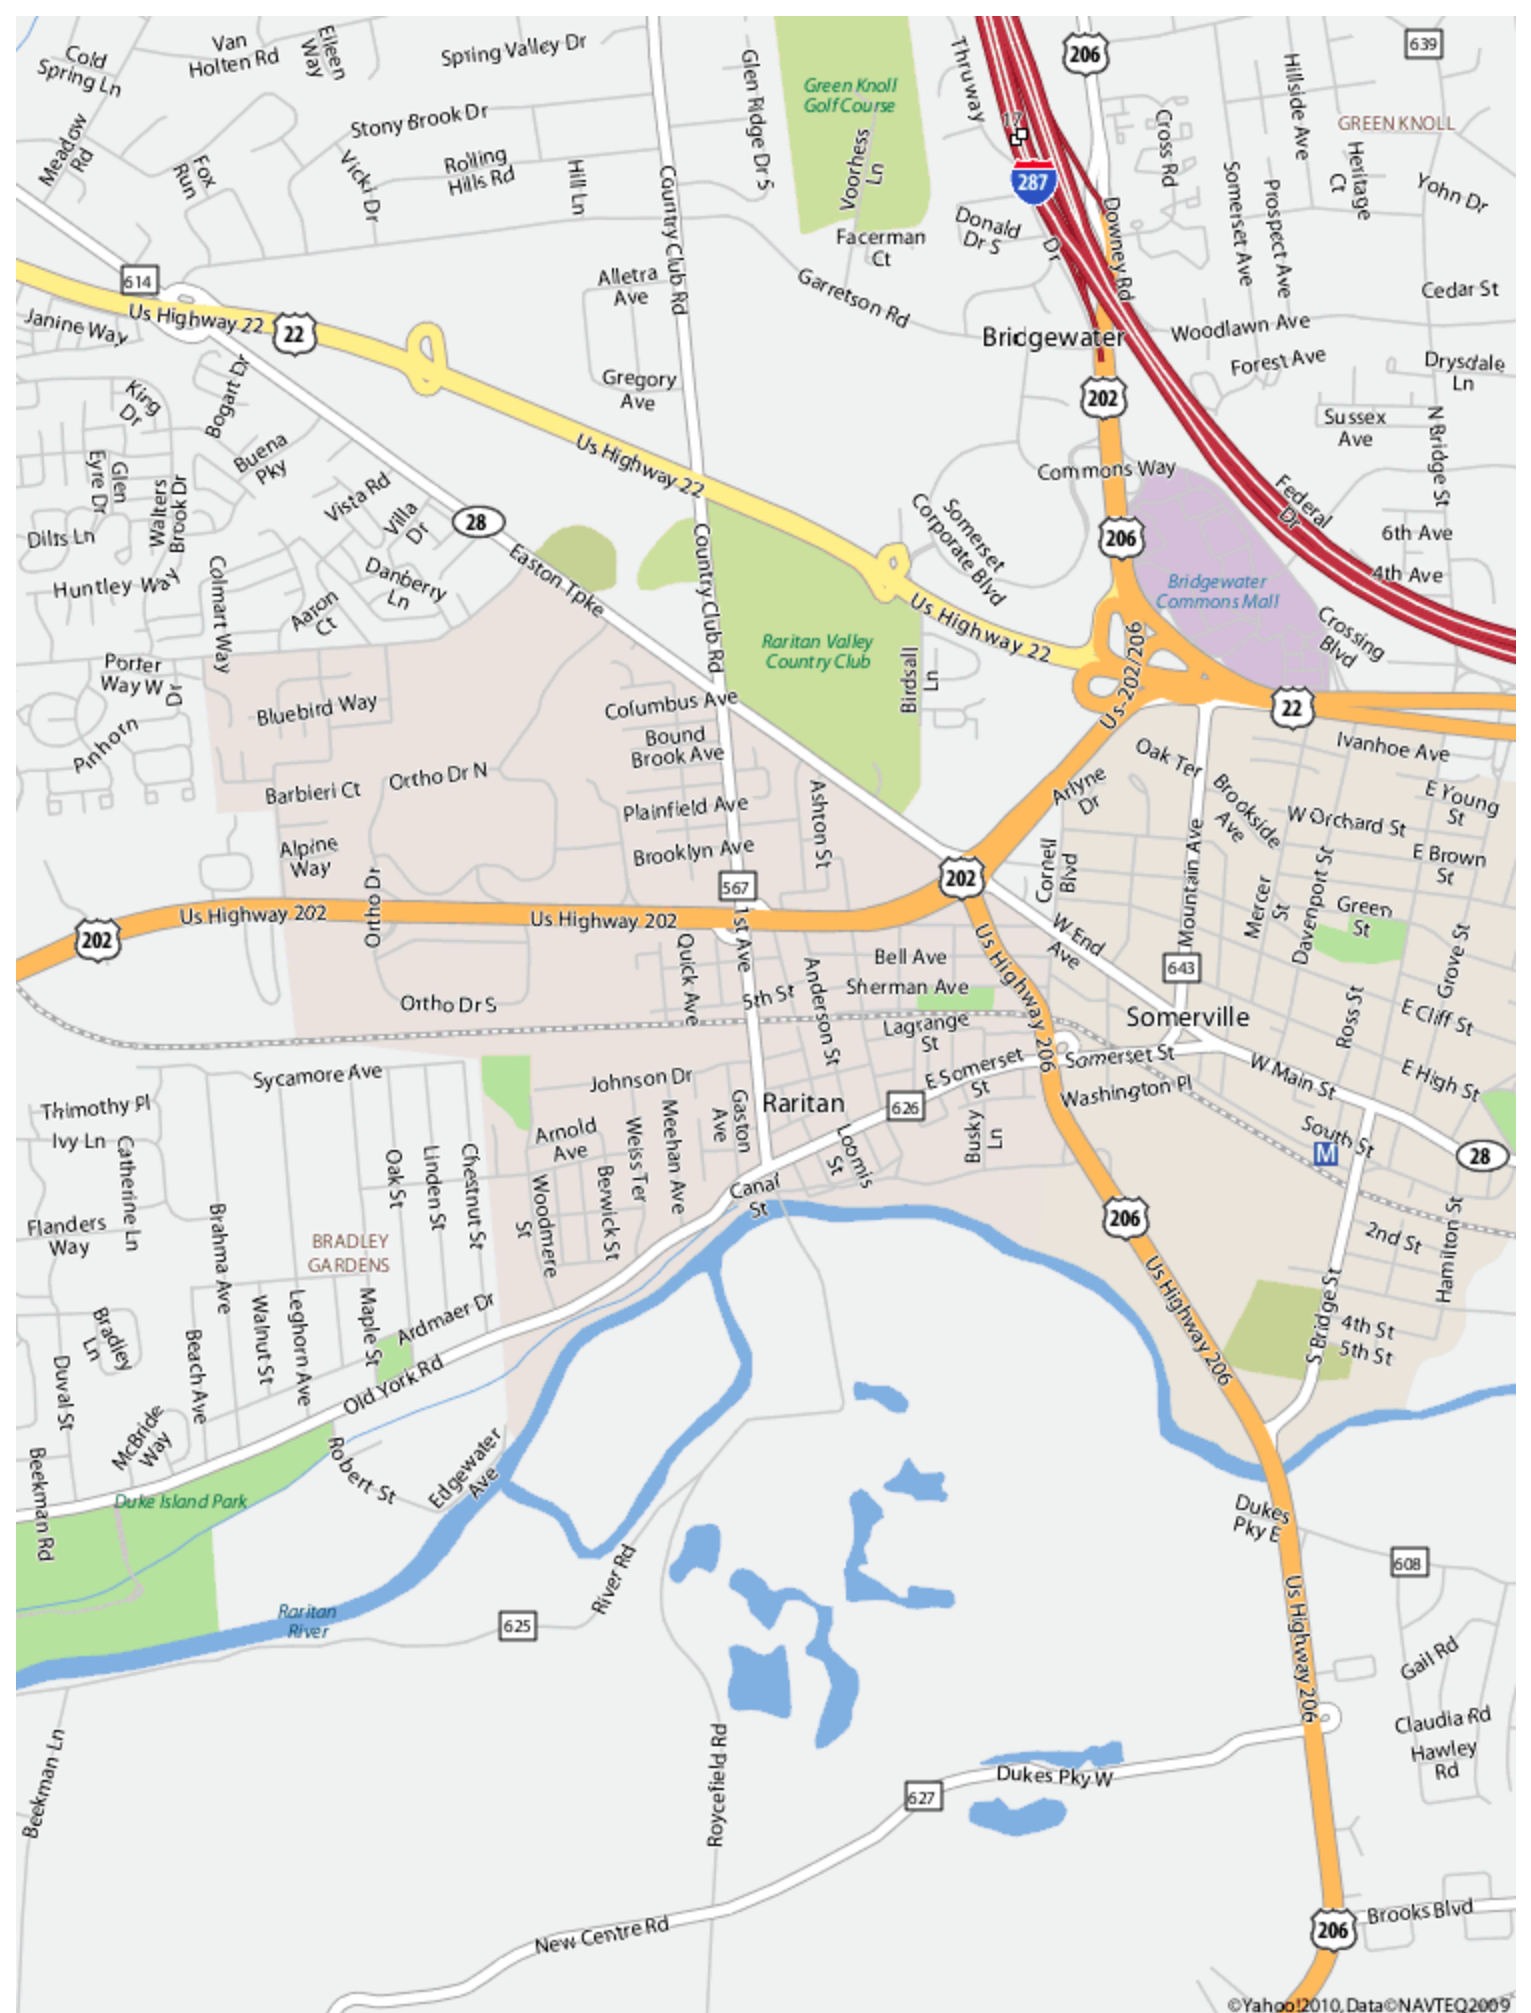 Cold
Spring Ln
Van
Holten Rd
Eileen
Way
Spring Valley Dr
Glen Ridge Dr S
Green Knoll
Golf Course
Thruway
206
Hillside Ave
639
Meadow
Rd
Fox
Run
Stony Brook Dr
Vicki Dr
Rolling
Hills Rd
Hill Ln
Country Club Rd
Voorhess
Ln
17
287
Cross Rd
GREEN KNOLL
Somerset Ave
Prospect Ave
Heritage
Ct
Yohn Dr
Donald
Dr S
Dr
Downey Rd
Facerman
Ct
614
Alletra
Ave
Garretson Rd
Cedar St
Janine Way
Us Highway 22
22
Bridgewater
Woodlawn Ave
Forest Ave
Drysdale
Ln
King
Dr
Bogart Dr
Gregory
Ave
202
Sussex
Ave
N Bridge St
Buena
Pky
Us Highway 22
Commons Way
Glen
Eyre Dr
Walters
Brook Dr
Vista Rd
Villa
Dr
28
Somerset
Corporate Blvd
Federal
Dr
Dilts Ln
206
6th Ave
4th Ave
Huntley Way
Colmart Way
Danberry
Ln
Aaron
Ct
Easton Tpke
Country Club Rd
Us Highway 22
Bridgewater
Commons Mall
Crossing
Blvd
Raritan Valley
Country Club
Birdsall
Ln
Us-202/206
Porter
Way W
Dr
Pinhorn
Bluebird Way
Columbus Ave
22
Bound
Brook Ave
Ivanhoe Ave
Oak Ter
Barbieri Ct
Ortho Dr N
Plainfield Ave
Ashton St
Arlyne
Dr
Brookside
Ave
E Young
St
W Orchard St
Alpine
Way
Brooklyn Ave
Cornell
Blvd
Mountain Ave
E Brown
St
567
202
Mercer
St
Davenport St
Green
St
Ortho Dr
Us Highway 202
Us Highway 202
202
1st Ave
Quick Ave
Us Highway 206
W End
Ave
Grove St
Bell Ave
643
Sherman Ave
Anderson St
5th St
Ortho Dr S
Lagrange
St
Somerville
Ross St
E Cliff St
Sycamore Ave
Johnson Dr
E Somerset
St
Somerset St
W Main St
E High St
Thimothy Pl
Ivy Ln
Catherine Ln
Raritan
626
Washington Pl
Gaston
Ave
Meehan Ave
Weiss Ter
Arnold
Ave
Busky
Ln
Loomis
St
South St
M
28
Oak St
Linden St
Chestnut St
Woodmere
St
Berwick St
Canal
St
206
Flanders
Way
Brahma Ave
BRADLEY
GARDENS
2nd St
Hamilton St
Walnut St
Leghorn Ave
Maple St
Ardmaer Dr
Us Highway 206
S Bridge St
4th St
5th St
Bradley
Ln
Beach Ave
Duval St
Old York Rd
McBride
Way
Robert St
Edgewater
Ave
Beekman Rd
Duke Island Park
Dukes
Pky E
608
River Rd
Raritan
River
625
Us Highway 206
Gail Rd
Claudia Rd
Hawley
Rd
Beekman Ln
Roycefield Rd
Dukes Pky W
627
New Centre Rd
206
Brooks Blvd
©Yahoo!2010, Data©NAVTEQ2009